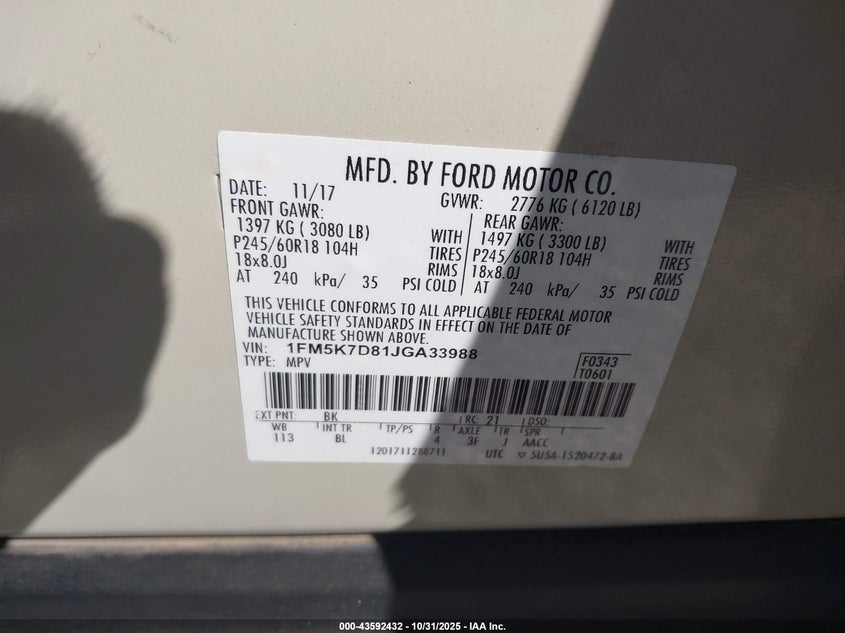 MFD. BY FORD MOTOR CO.
DATE: 11/17 GVWR: 2776 KG ( 6120 LB)
FRONT GAWR: REAR GAWR:
1397 KG ( 3080 LB) WITH 1497 KG ( 3300 LB) WITH
P245/60R18 104H TIRES P245/60R18 104H TIRES
18x8.0J RIMS 18x8.0J RIMS
AT 240 kPa/ 35 PSI COLD AT 240 kPa/ 35 PSI COLD
THIS VEHICLE CONFORMS TO ALL APPLICABLE FEDERAL MOTOR
VEHICLE SAFETY STANDARDS IN EFFECT ON THE DATE OF
MANUFACTURE SHOWN ABOVE.
VIN: 1FM5K7D81JGA33988
TYPE: MPV
F0343
T0601
EXT PNT: BK RC: 21 DSO:
WB INT TR TP/PS R AXLE TR SPR
113 BL 4 3F J AACC
1201711288711 UTC ▽ 5U5A-1520472-8A
000-43592432 - 10/31/2025 - IAA Inc.